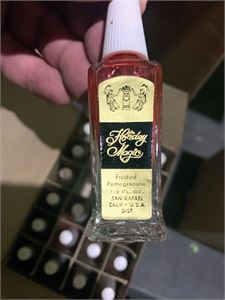 Holiday
Magic
Frosted
Pomegranate
1/2 FL. OZ.
SAN RAFAEL
CALIF • U.S.A.
DIST.